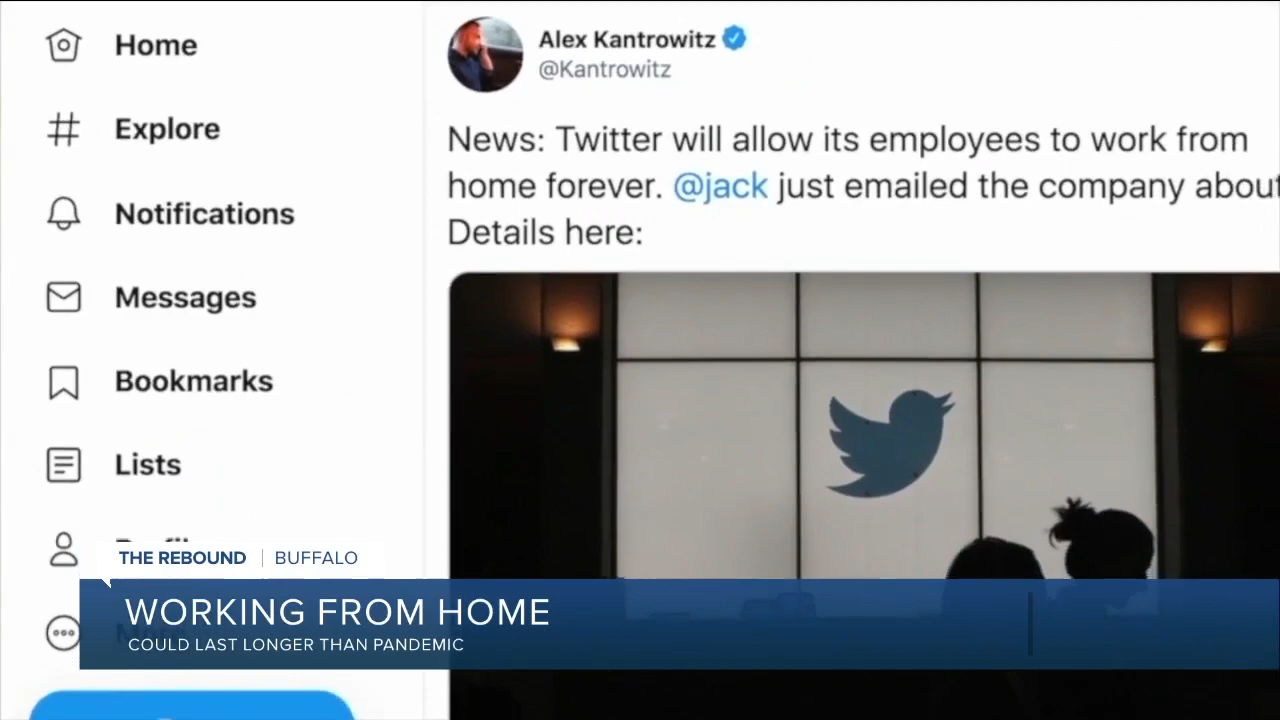 Home
Explore
Notifications
Messages
Bookmarks
Lists
Alex Kantrowitz
@Kantrowitz
News: Twitter will allow its employees to work from
home forever. @jack just emailed the company about
Details here:
THE REBOUND | BUFFALO
WORKING FROM HOME
COULD LAST LONGER THAN PANDEMIC